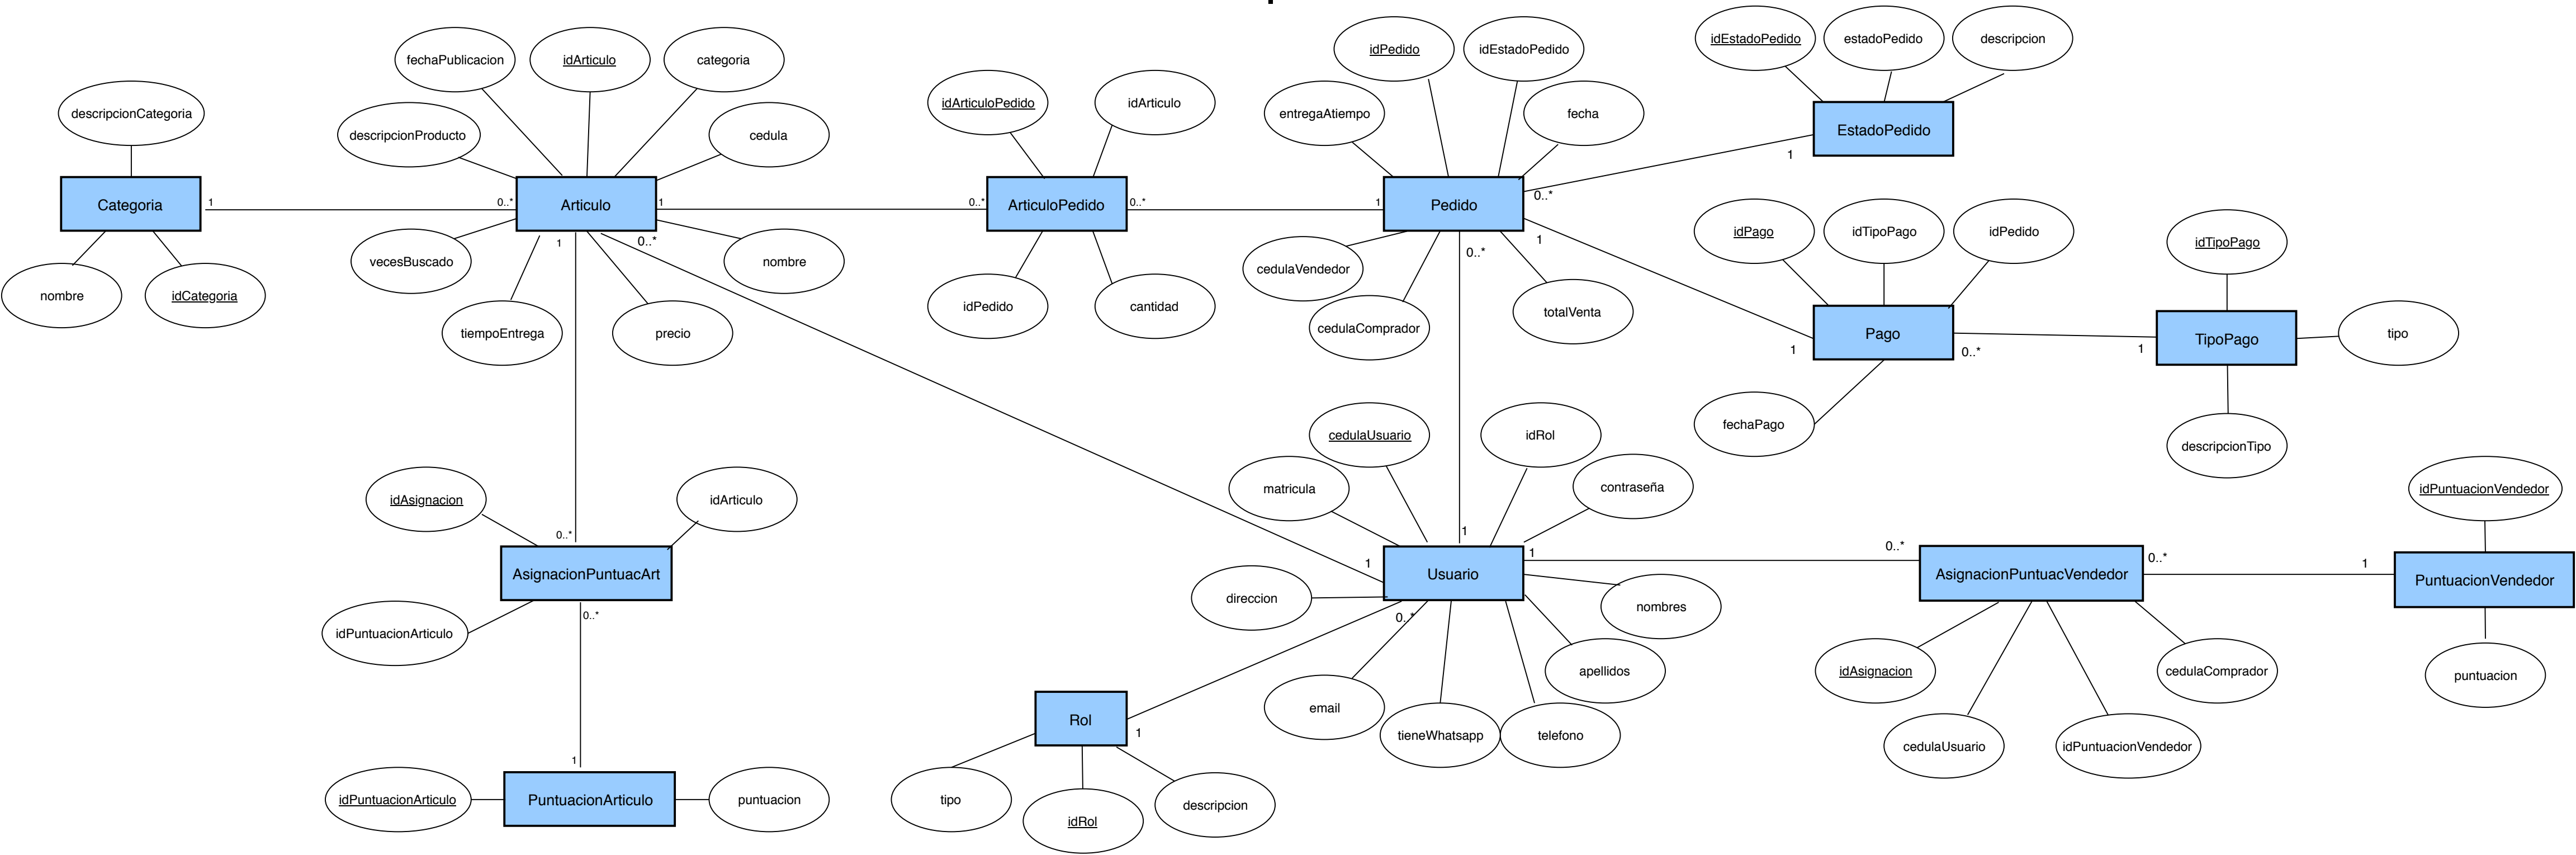 idPedido
idEstadoPedido
idEstadoPedido
estadoPedido
descripcion
fechaPublicacion
idArticulo
categoria
idArticuloPedido
idArticulo
entregaAtiempo
fecha
descripcionCategoria
descripcionProducto
cedula
EstadoPedido
1
0..*
Categoria
1
0..*
Articulo
1
0..*
ArticuloPedido
0..*
1
Pedido
1
0..*
0..*
1
idPago
idTipoPago
idPedido
idTipoPago
vecesBuscado
nombre
cedulaVendedor
nombre
idCategoria
idPedido
cantidad
totalVenta
tiempoEntrega
precio
cedulaComprador
1
Pago
0..*
1
TipoPago
tipo
fechaPago
descripcionTipo
cedulaUsuario
idRol
matricula
contraseña
idPuntuacionVendedor
idAsignacion
idArticulo
0..*
1
1
1
0..*
AsignacionPuntuacArt
Usuario
AsignacionPuntuacVendedor
0..*
1
PuntuacionVendedor
direccion
nombres
0..*
0..*
idPuntuacionArticulo
apellidos
idAsignacion
cedulaComprador
puntuacion
email
tieneWhatsapp
telefono
cedulaUsuario
idPuntuacionVendedor
Rol
1
1
idPuntuacionArticulo
PuntuacionArticulo
puntuacion
tipo
idRol
descripcion